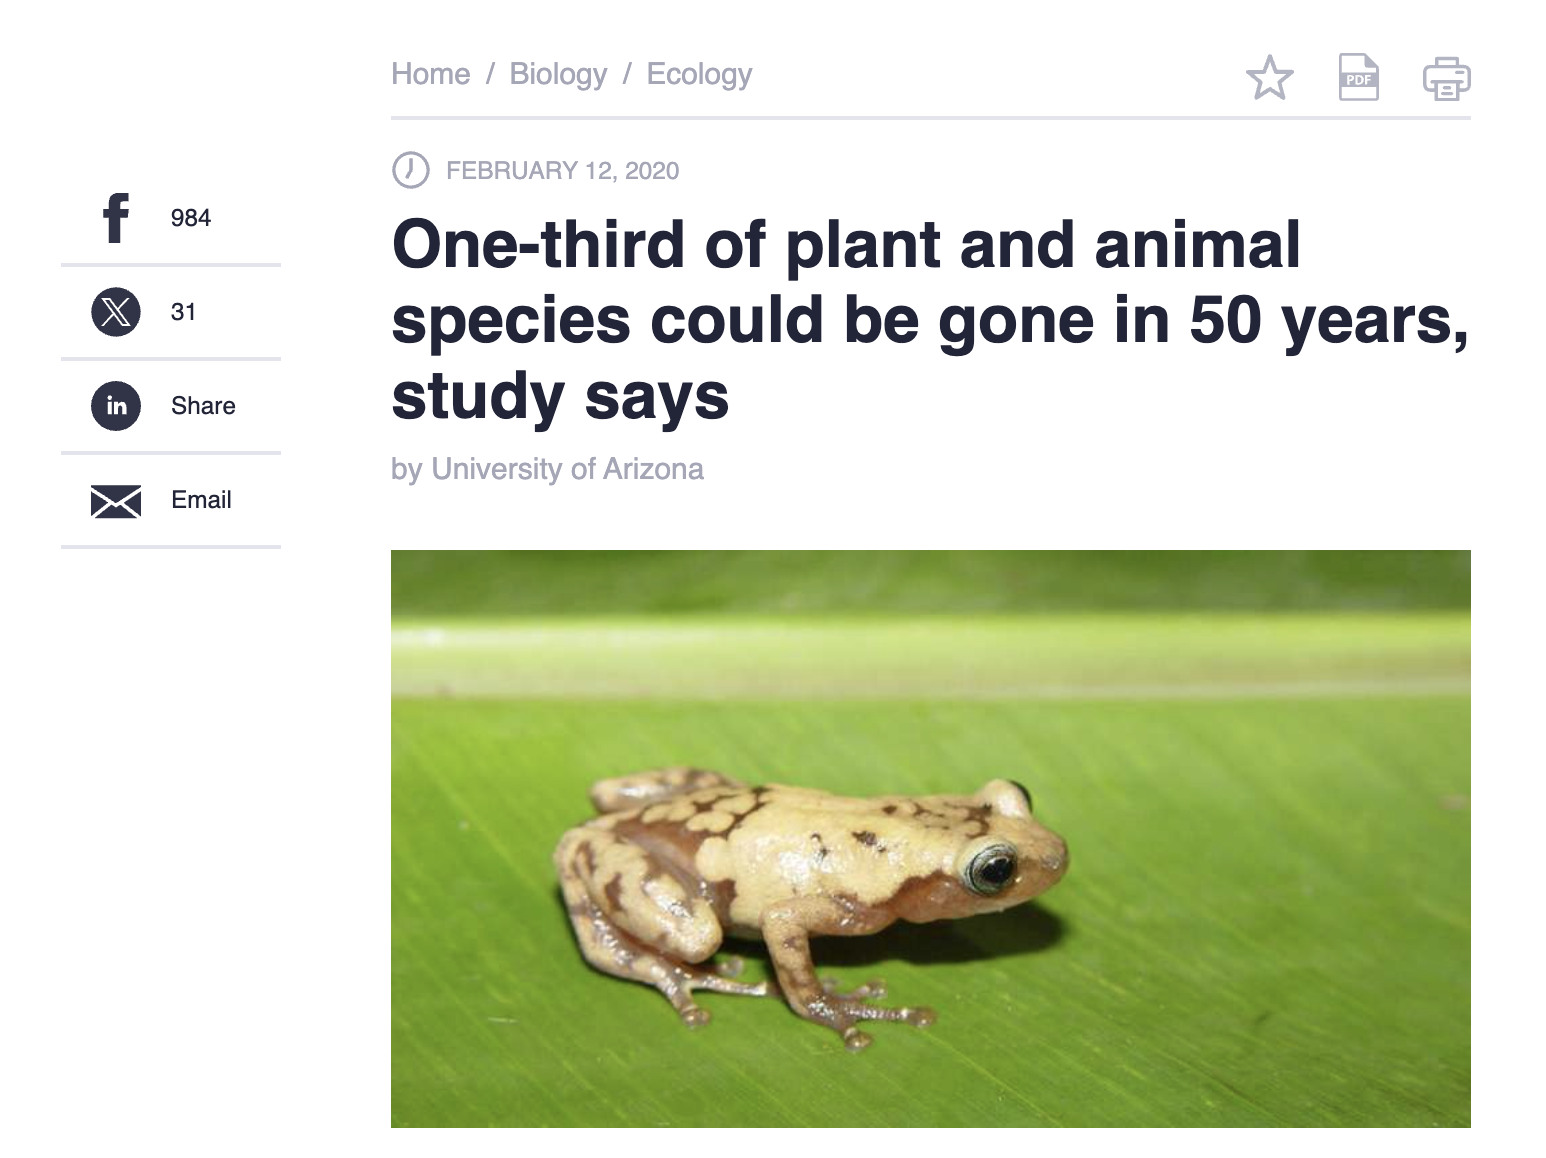 Home / Biology / Ecology
PDF
FEBRUARY 12, 2020
One-third of plant and animal
species could be gone in 50 years,
study says
by University of Arizona
f 984
X 31
in Share
Email